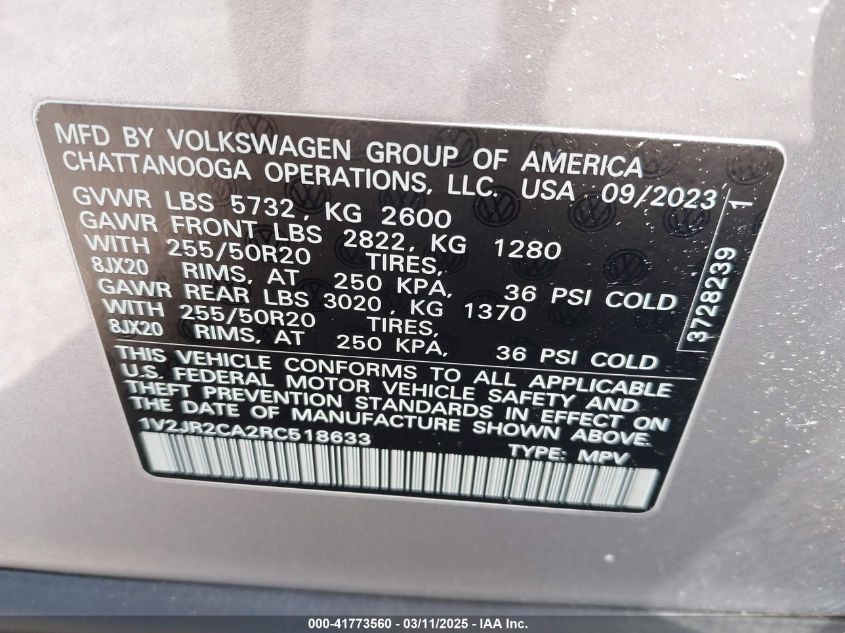 MFD BY VOLKSWAGEN GROUP OF AMERICA
CHATTANOOGA OPERATIONS, LLC, USA 09/2023
GVWR LBS 5732, KG 2600
GAWR FRONT LBS 2822, KG 1280
WITH 255/50R20 TIRES,
8JX20 RIMS, AT 250 KPA, 36 PSI COLD
GAWR REAR LBS 3020, KG 1370
WITH 255/50R20 TIRES,
8JX20 RIMS, AT 250 KPA, 36 PSI COLD
THIS VEHICLE CONFORMS TO ALL APPLICABLE
U.S. FEDERAL MOTOR VEHICLE SAFETY AND
THEFT PREVENTION STANDARDS IN EFFECT ON
THE DATE OF MANUFACTURE SHOWN ABOVE.
1V2JR2CA2RC518633
TYPE: MPV
3728239 1
000-41773560 - 03/11/2025 - IAA Inc.